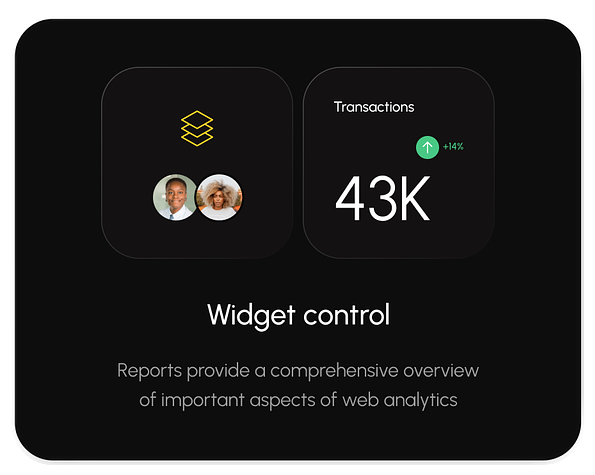 Transactions
+14%
43K
Widget control
Reports provide a comprehensive overview
of important aspects of web analytics